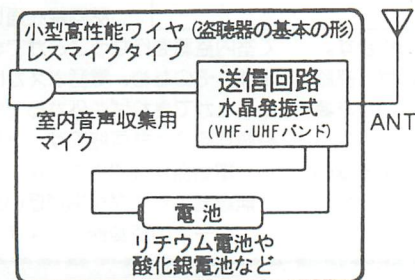 小型高性能ワイヤ(盗聴器の基本の形)
レスマイクタイプ
送信回路
水晶発振式
(VHF・UHFバンド)
ANT
室内音声収集用
マイク
電池
リチウム電池や
酸化銀電池など